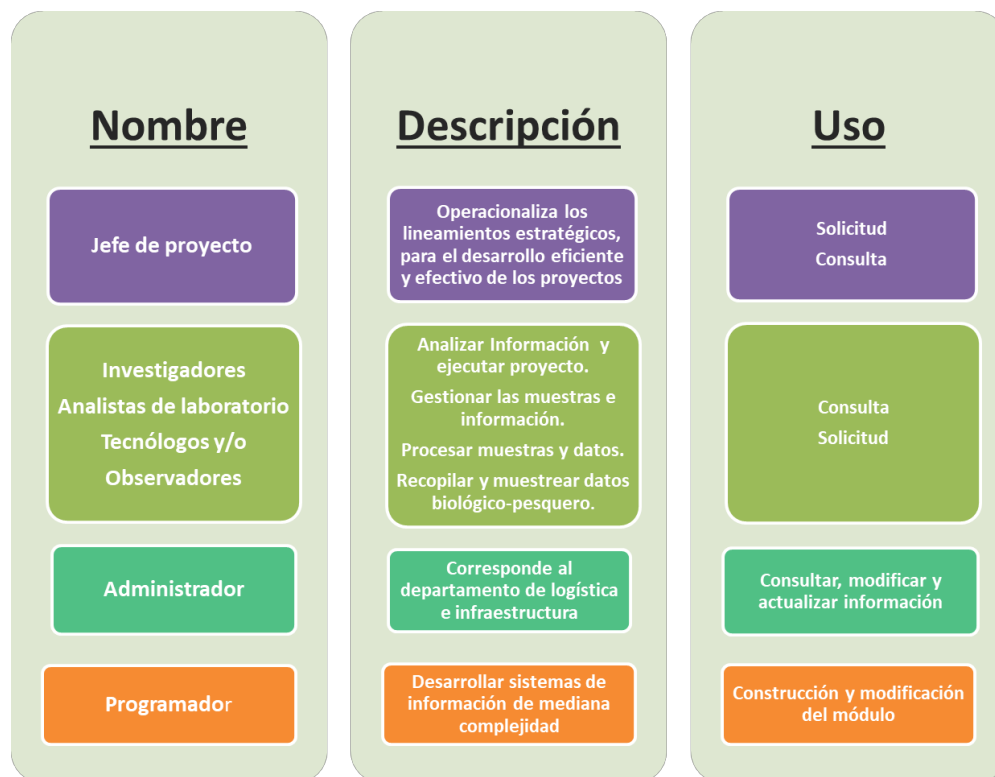 Nombre
Descripción
Uso
Jefe de proyecto
Operacionaliza los
lineamientos estratégicos,
para el desarrollo eficiente
y efectivo de los proyectos
Solicitud
Consulta
Investigadores
Analistas de laboratorio
Tecnólogos y/o
Observadores
Analizar Información y
ejecutar proyecto.
Gestionar las muestras e
información.
Procesar muestras y datos.
Recopilar y muestrear datos
biológico-pesquero.
Consulta
Solicitud
Administrador
Corresponde al
departamento de logística
e infraestructura
Consultar, modificar y
actualizar información
Programador
Desarrollar sistemas de
información de mediana
complejidad
Construcción y modificación
del módulo